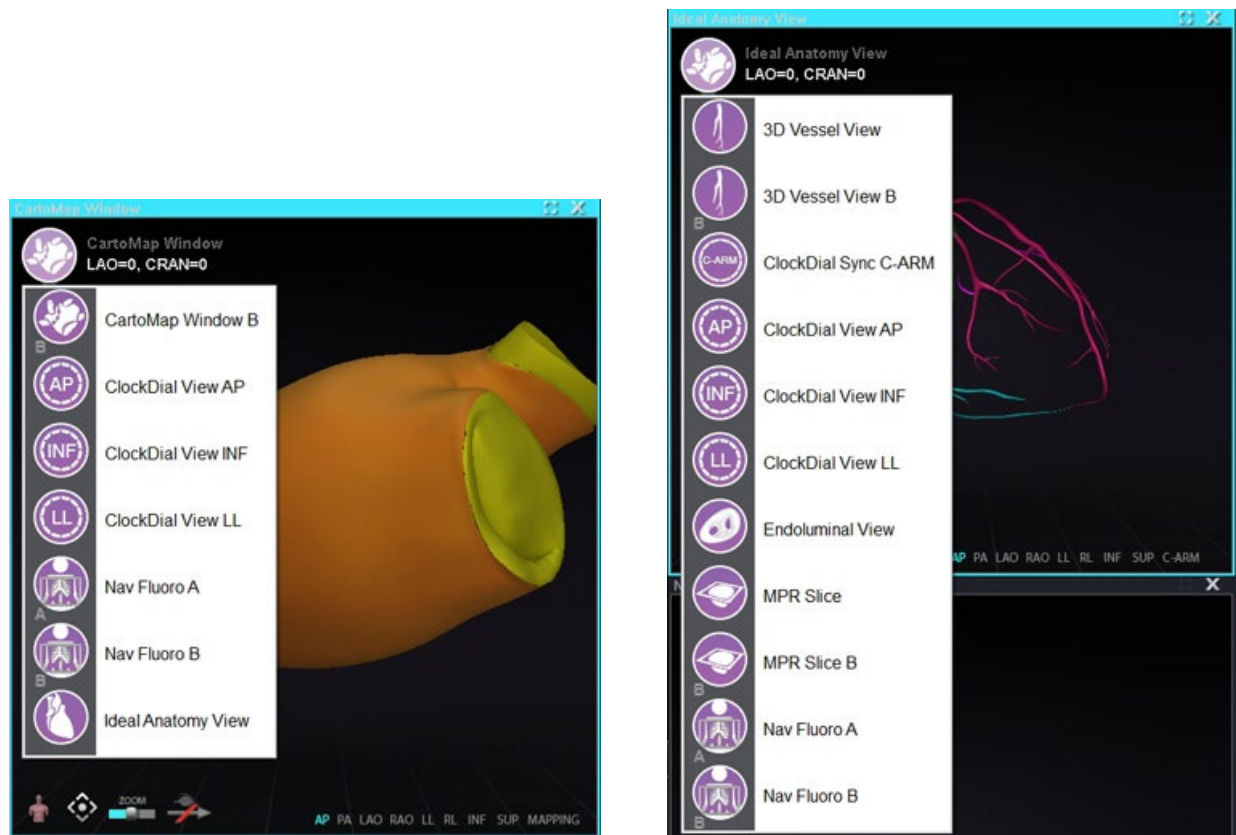 CartoMap Window
CartoMap Window
LAO=0, CRAN=0
CartoMap Window B
B
AP
ClockDial View AP
INF
ClockDial View INF
LL
ClockDial View LL
Nav Fluoro A
A
Nav Fluoro B
B
Ideal Anatomy View
ZOOM
AP PA LAO RAO LL RL INF SUP MAPPING
Ideal Anatomy View
Ideal Anatomy View
LAO=0, CRAN=0
3D Vessel View
3D Vessel View B
B
C-ARM
ClockDial Sync C-ARM
AP
ClockDial View AP
INF
ClockDial View INF
LL
ClockDial View LL
Endoluminal View
AP PA LAO RAO LL RL INF SUP C-ARM
MPR Slice
MPR Slice B
B
Nav Fluoro A
A
Nav Fluoro B
B